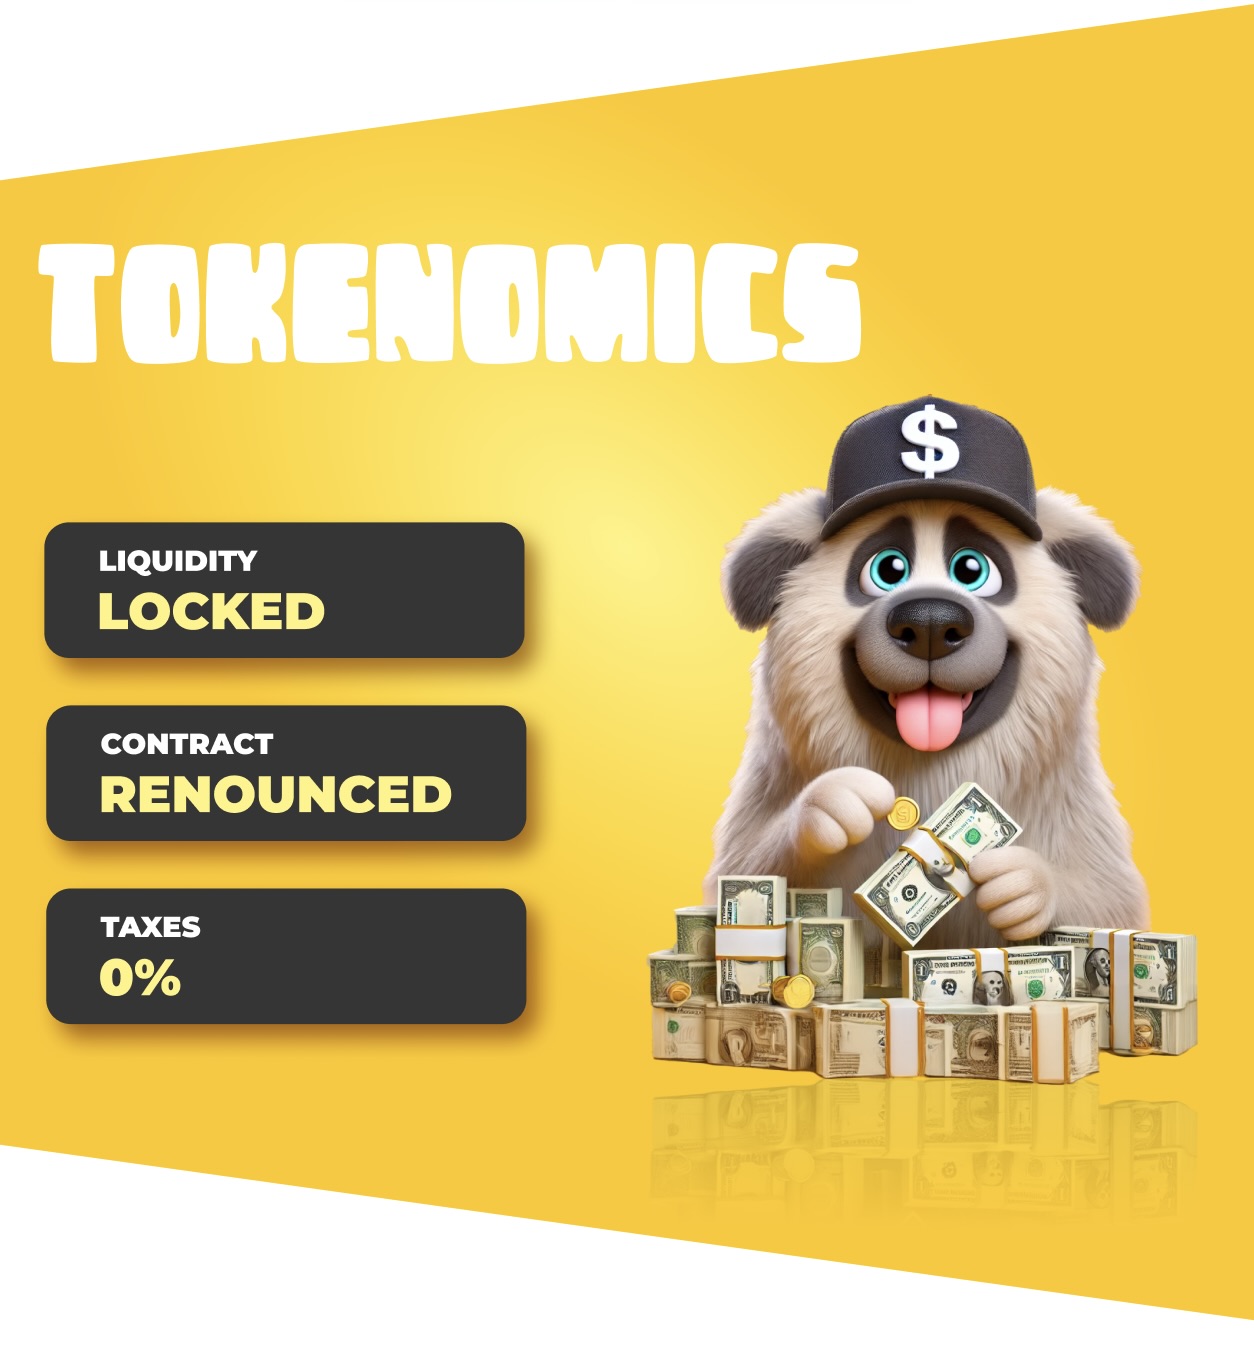 TOKENOMICS
$
LIQUIDITY
LOCKED
CONTRACT
RENOUNCED
TAXES
0%